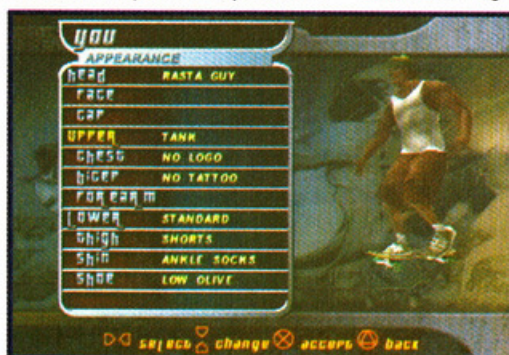 you
APPEARANCE
head RASTA GUY
face
cap
UPPER TANK
chest NO LOGO
bicep NO TATTOO
forearm
LOWER STANDARD
thigh SHORTS
shin ANKLE SOCKS
shoe LOW OLIVE
select change accept back